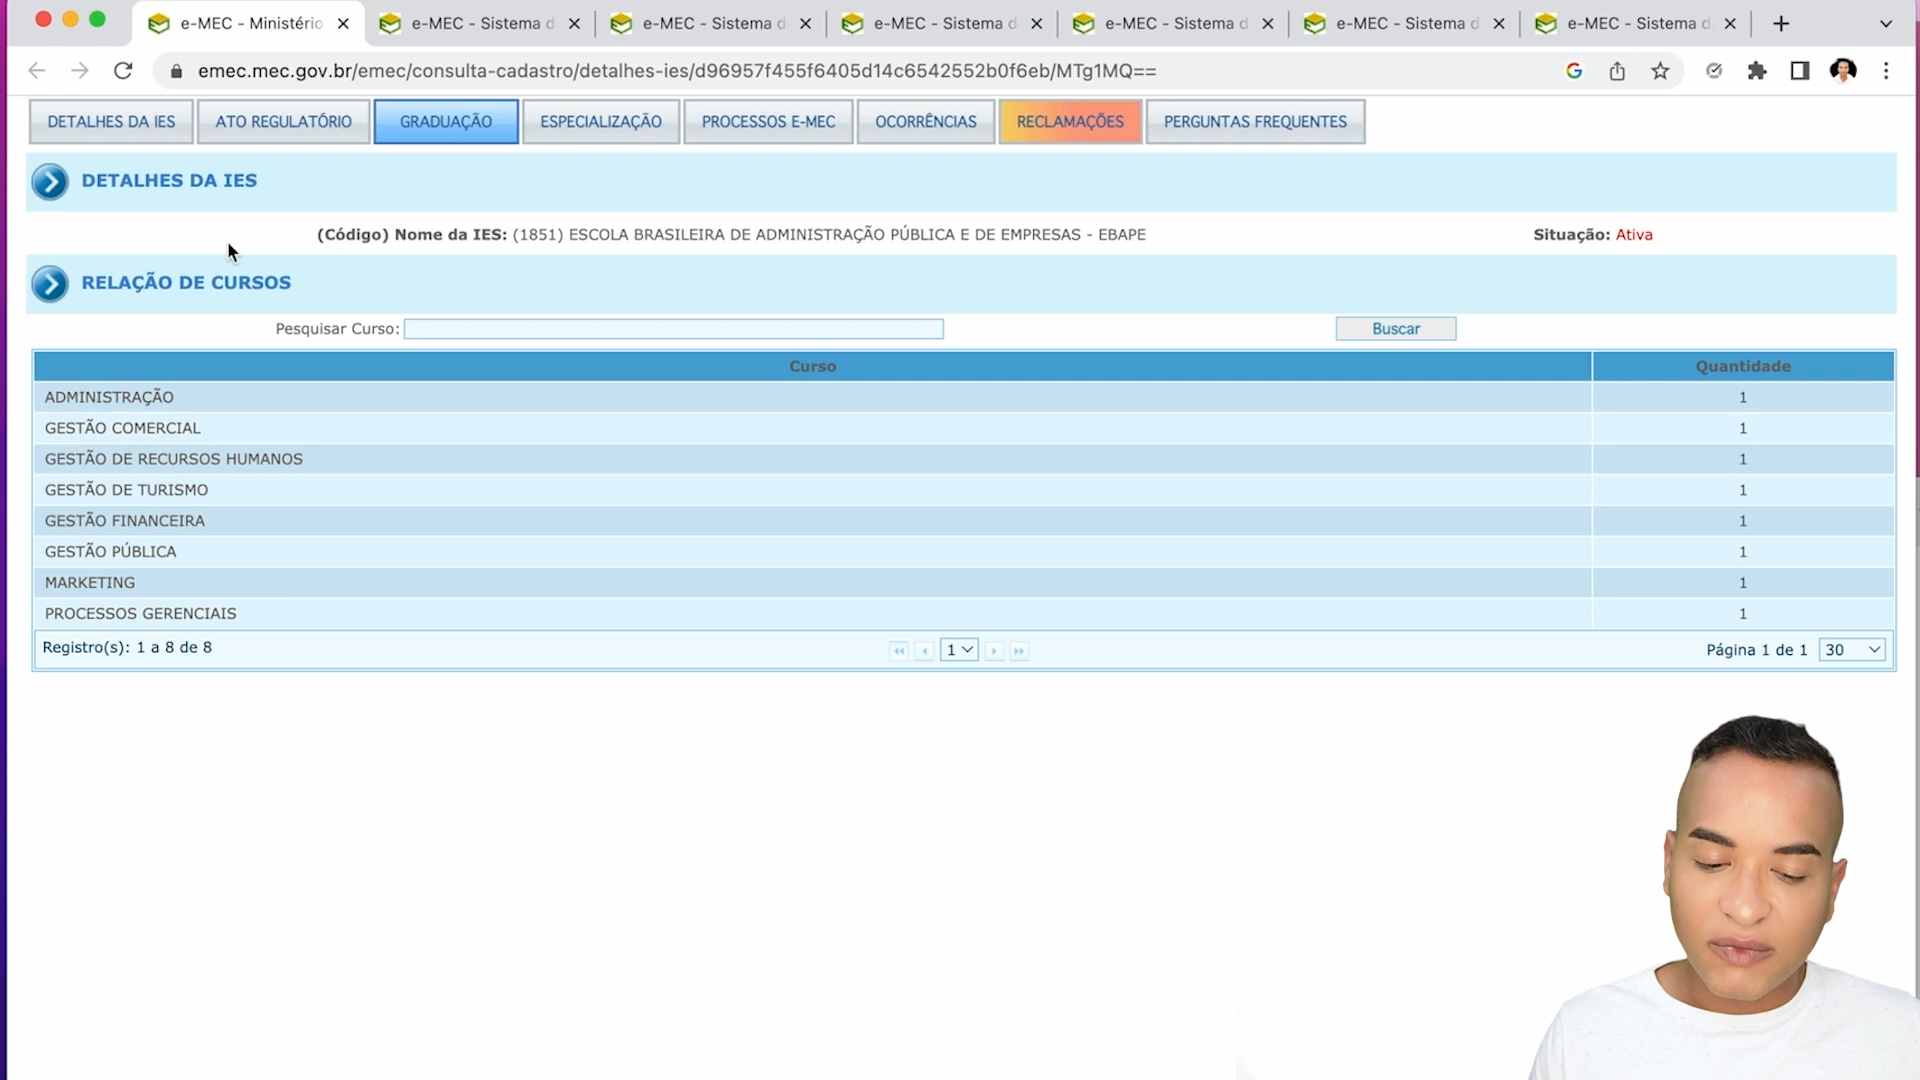 e-MEC - Ministério
e-MEC - Sistema d
e-MEC - Sistema d
e-MEC - Sistema d
e-MEC - Sistema d
e-MEC - Sistema d
e-MEC - Sistema d
emec.mec.gov.br/emec/consulta-cadastro/detalhes-ies/d96957f455f6405d14c6542552b0f6eb/MTg1MQ==
DETALHES DA IES
ATO REGULATÓRIO
GRADUAÇÃO
ESPECIALIZAÇÃO
PROCESSOS E-MEC
OCORRÊNCIAS
RECLAMAÇÕES
PERGUNTAS FREQUENTES
DETALHES DA IES
(Código) Nome da IES: (1851) ESCOLA BRASILEIRA DE ADMINISTRAÇÃO PÚBLICA E DE EMPRESAS - EBAPE
Situação: Ativa
RELAÇÃO DE CURSOS
Pesquisar Curso:
Buscar
Curso Quantidade
ADMINISTRAÇÃO 1
GESTÃO COMERCIAL 1
GESTÃO DE RECURSOS HUMANOS 1
GESTÃO DE TURISMO 1
GESTÃO FINANCEIRA 1
GESTÃO PÚBLICA 1
MARKETING 1
PROCESSOS GERENCIAIS 1
Registro(s): 1 a 8 de 8
1
Página 1 de 1 30